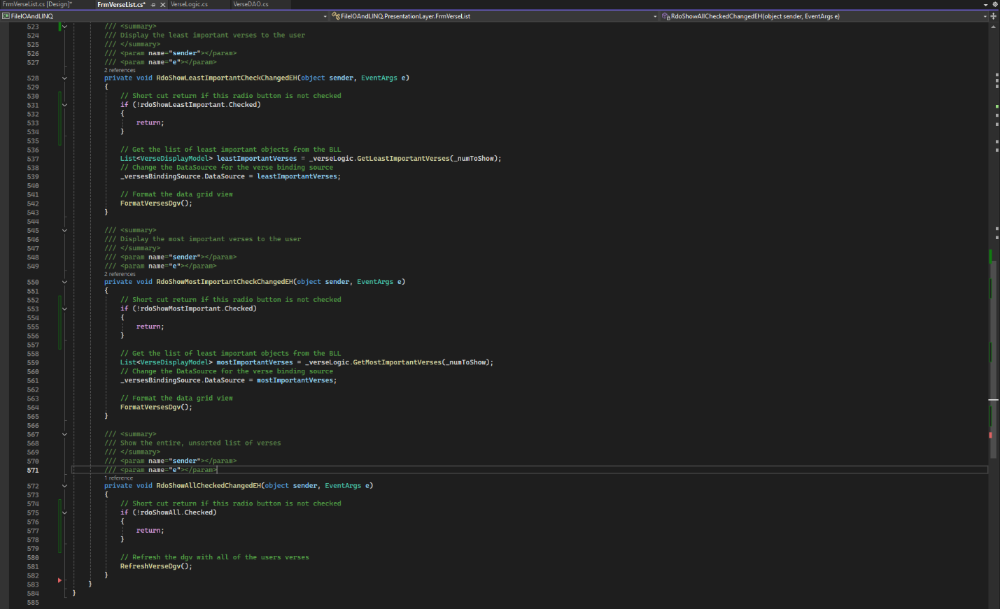 FrmVerseList.cs [Design]* FrmVerseList.cs* VerseLogic.cs VerseDAO.cs
FileIOAndLINQ FileIOAndLINQ.PresentationLayer.FrmVerseList RdoShowAllCheckedChangedEH(object sender, EventArgs e)
523 /// <summary>
524 /// Display the least important verses to the user
525 /// </summary>
526 /// <param name="sender"></param>
527 /// <param name="e"></param>
2 references
528 private void RdoShowLeastImportantCheckChangedEH(object sender, EventArgs e)
529 {
530 // Short cut return if this radio button is not checked
531 if (!rdoShowLeastImportant.Checked)
532 {
533 return;
534 }
535
536 // Get the list of least important objects from the BLL
537 List<VerseDisplayModel> leastImportantVerses = _verseLogic.GetLeastImportantVerses(_numToShow);
538 // Change the DataSource for the verse binding source
539 _versesBindingSource.DataSource = leastImportantVerses;
540
541 // Format the data grid view
542 FormatVersesDgv();
543 }
544
545 /// <summary>
546 /// Display the most important verses to the user
547 /// </summary>
548 /// <param name="sender"></param>
549 /// <param name="e"></param>
2 references
550 private void RdoShowMostImportantCheckChangedEH(object sender, EventArgs e)
551 {
552 // Short cut return if this radio button is not checked
553 if (!rdoShowMostImportant.Checked)
554 {
555 return;
556 }
557
558 // Get the list of least important objects from the BLL
559 List<VerseDisplayModel> mostImportantVerses = _verseLogic.GetMostImportantVerses(_numToShow);
560 // Change the DataSource for the verse binding source
561 _versesBindingSource.DataSource = mostImportantVerses;
562
563 // Format the data grid view
564 FormatVersesDgv();
565 }
566
567 /// <summary>
568 /// Show the entire, unsorted list of verses
569 /// </summary>
570 /// <param name="sender"></param>
571 /// <param name="e"></param>
1 reference
572 private void RdoShowAllCheckedChangedEH(object sender, EventArgs e)
573 {
574 // Short cut return if this radio button is not checked
575 if (!rdoShowAll.Checked)
576 {
577 return;
578 }
579
580 // Refresh the dgv with all of the users verses
581 RefreshVerseDgv();
582 }
583 }
584 }
585